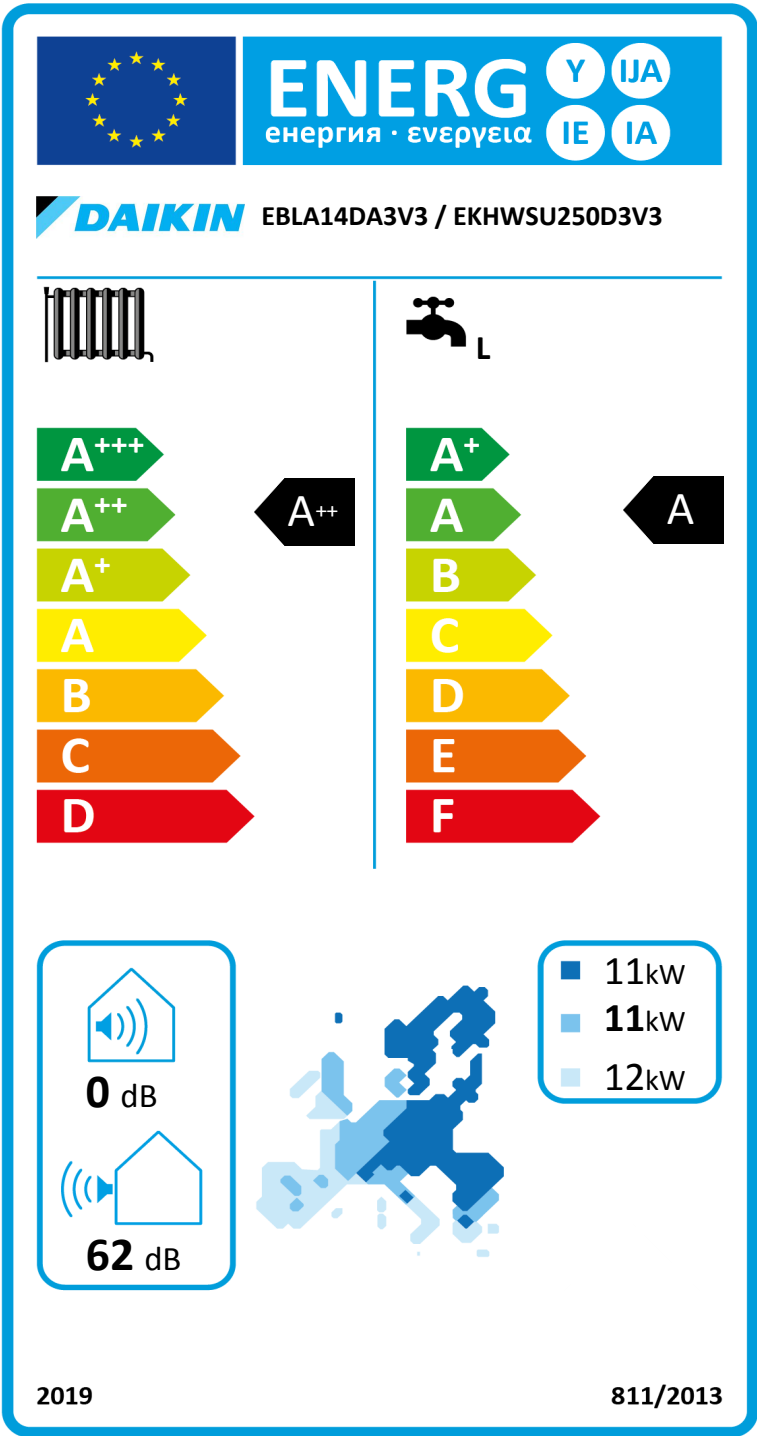 ENERG
енергия · ενεργεια
Y IJA
IE IA
DAIKIN EBLA14DA3V3 / EKHWSU250D3V3
L
A+++
A++
A+
A
B
C
D
A++
A+
A
B
C
D
E
F
A
0 dB
62 dB
11kW
11kW
12kW
2019
811/2013